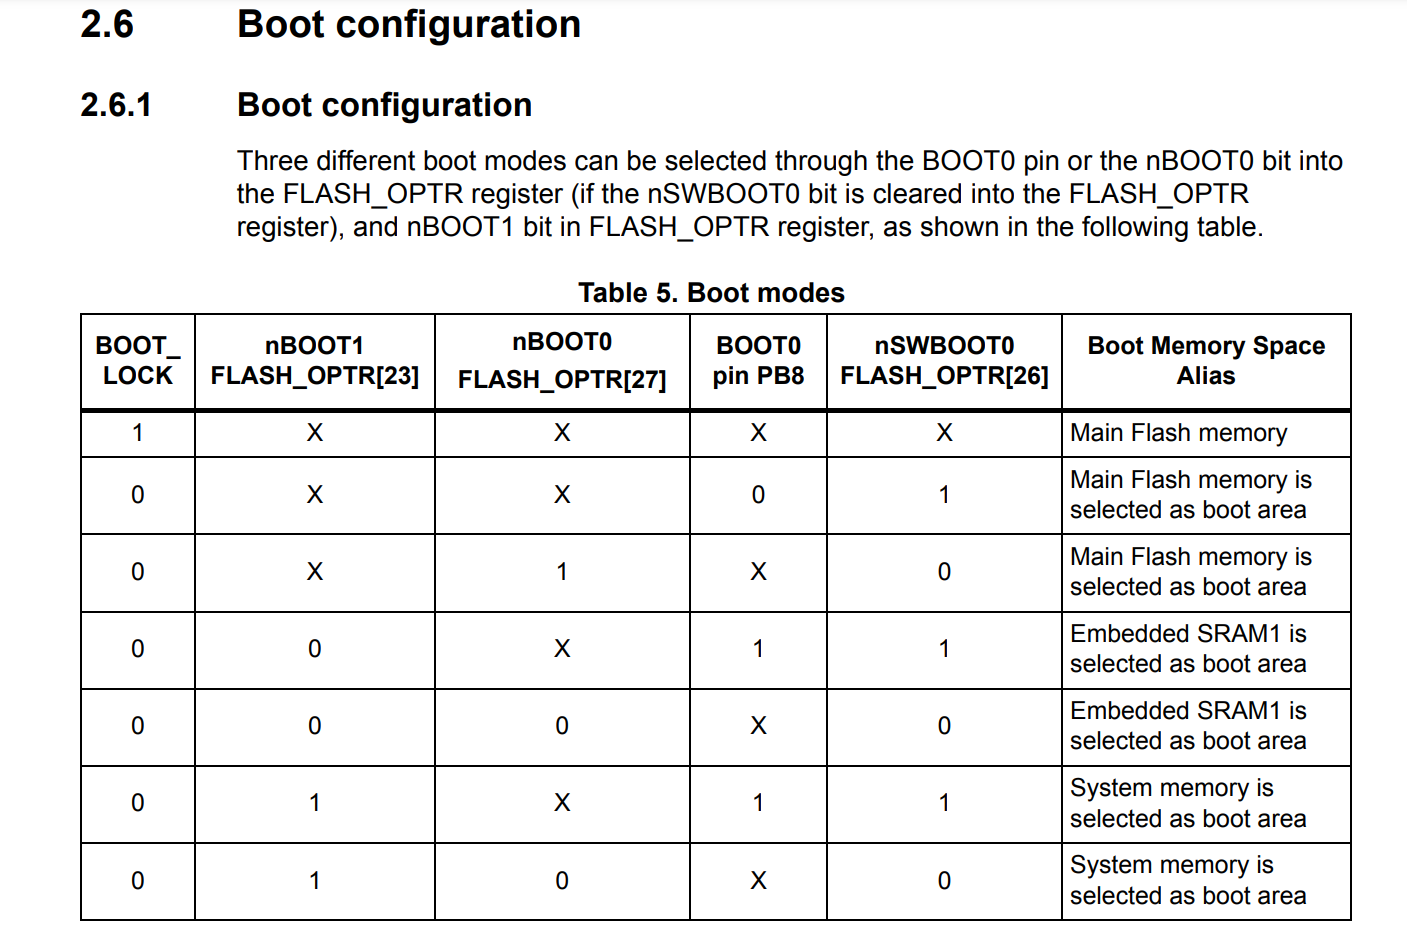 2.6 Boot configuration
2.6.1 Boot configuration
Three different boot modes can be selected through the BOOT0 pin or the nBOOT0 bit into
the FLASH_OPTR register (if the nSWBOOT0 bit is cleared into the FLASH_OPTR
register), and nBOOT1 bit in FLASH_OPTR register, as shown in the following table.
Table 5. Boot modes
BOOT_ nBOOT1 nBOOT0 BOOT0 nSWBOOT0 Boot Memory Space
LOCK FLASH_OPTR[23] FLASH_OPTR[27] pin PB8 FLASH_OPTR[26] Alias
1 X X X X Main Flash memory
0 X X 0 1 Main Flash memory is
selected as boot area
0 X 1 X 0 Main Flash memory is
selected as boot area
0 0 X 1 1 Embedded SRAM1 is
selected as boot area
0 0 0 X 0 Embedded SRAM1 is
selected as boot area
0 1 X 1 1 System memory is
selected as boot area
0 1 0 X 0 System memory is
selected as boot area